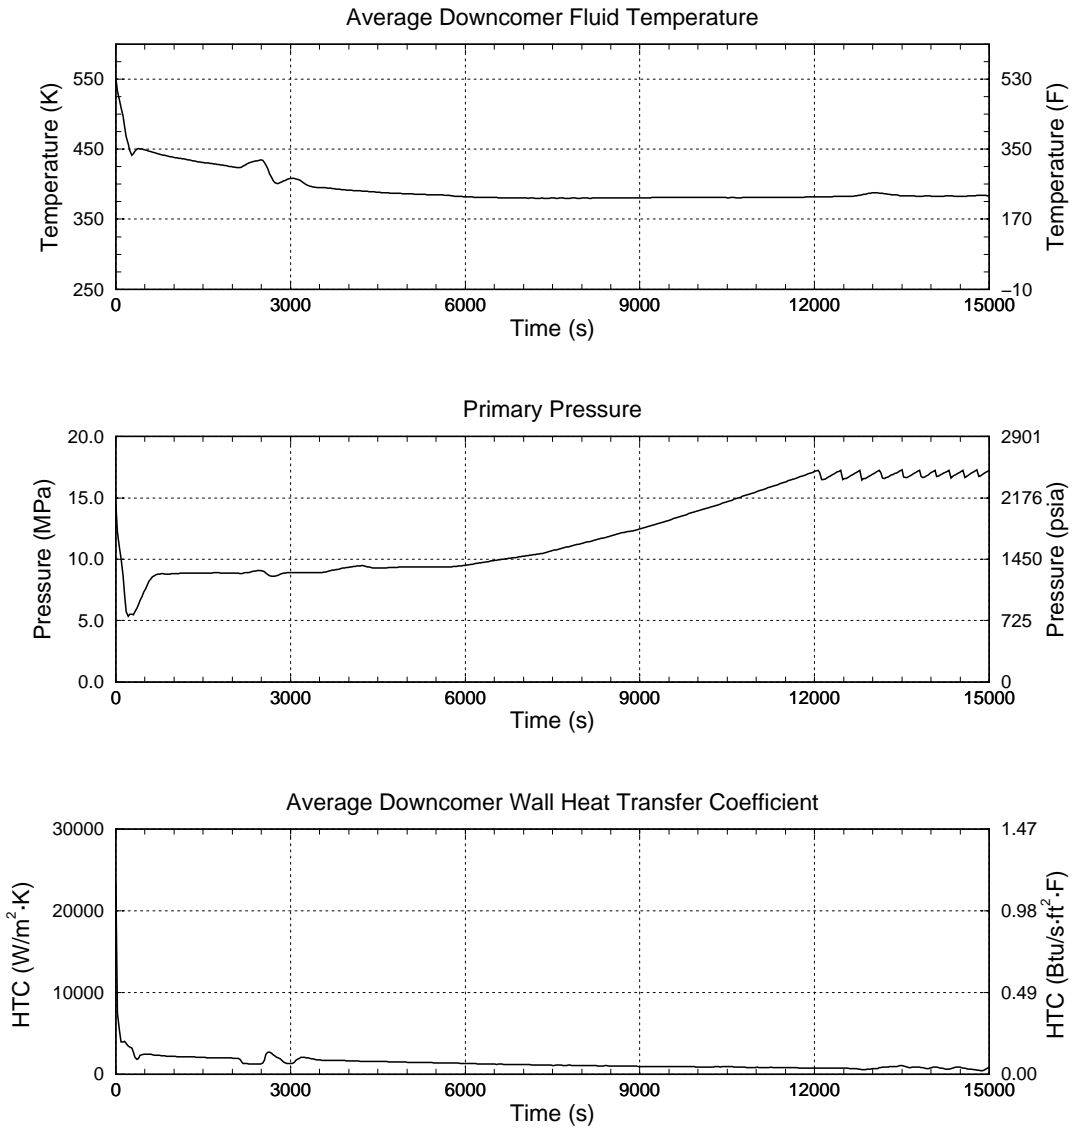 Average Downcomer Fluid Temperature
Temperature (K)
550
450
350
250
530
350
170
−10
Temperature (F)
0 3000 6000 9000 12000 15000
Time (s)
Primary Pressure
Pressure (MPa)
20.0
15.0
10.0
5.0
0.0
2901
2176
1450
725
0
Pressure (psia)
0 3000 6000 9000 12000 15000
Time (s)
Average Downcomer Wall Heat Transfer Coefficient
HTC (W/m²·K)
30000
20000
10000
0
1.47
0.98
0.49
0.00
HTC (Btu/s·ft²·F)
0 3000 6000 9000 12000 15000
Time (s)